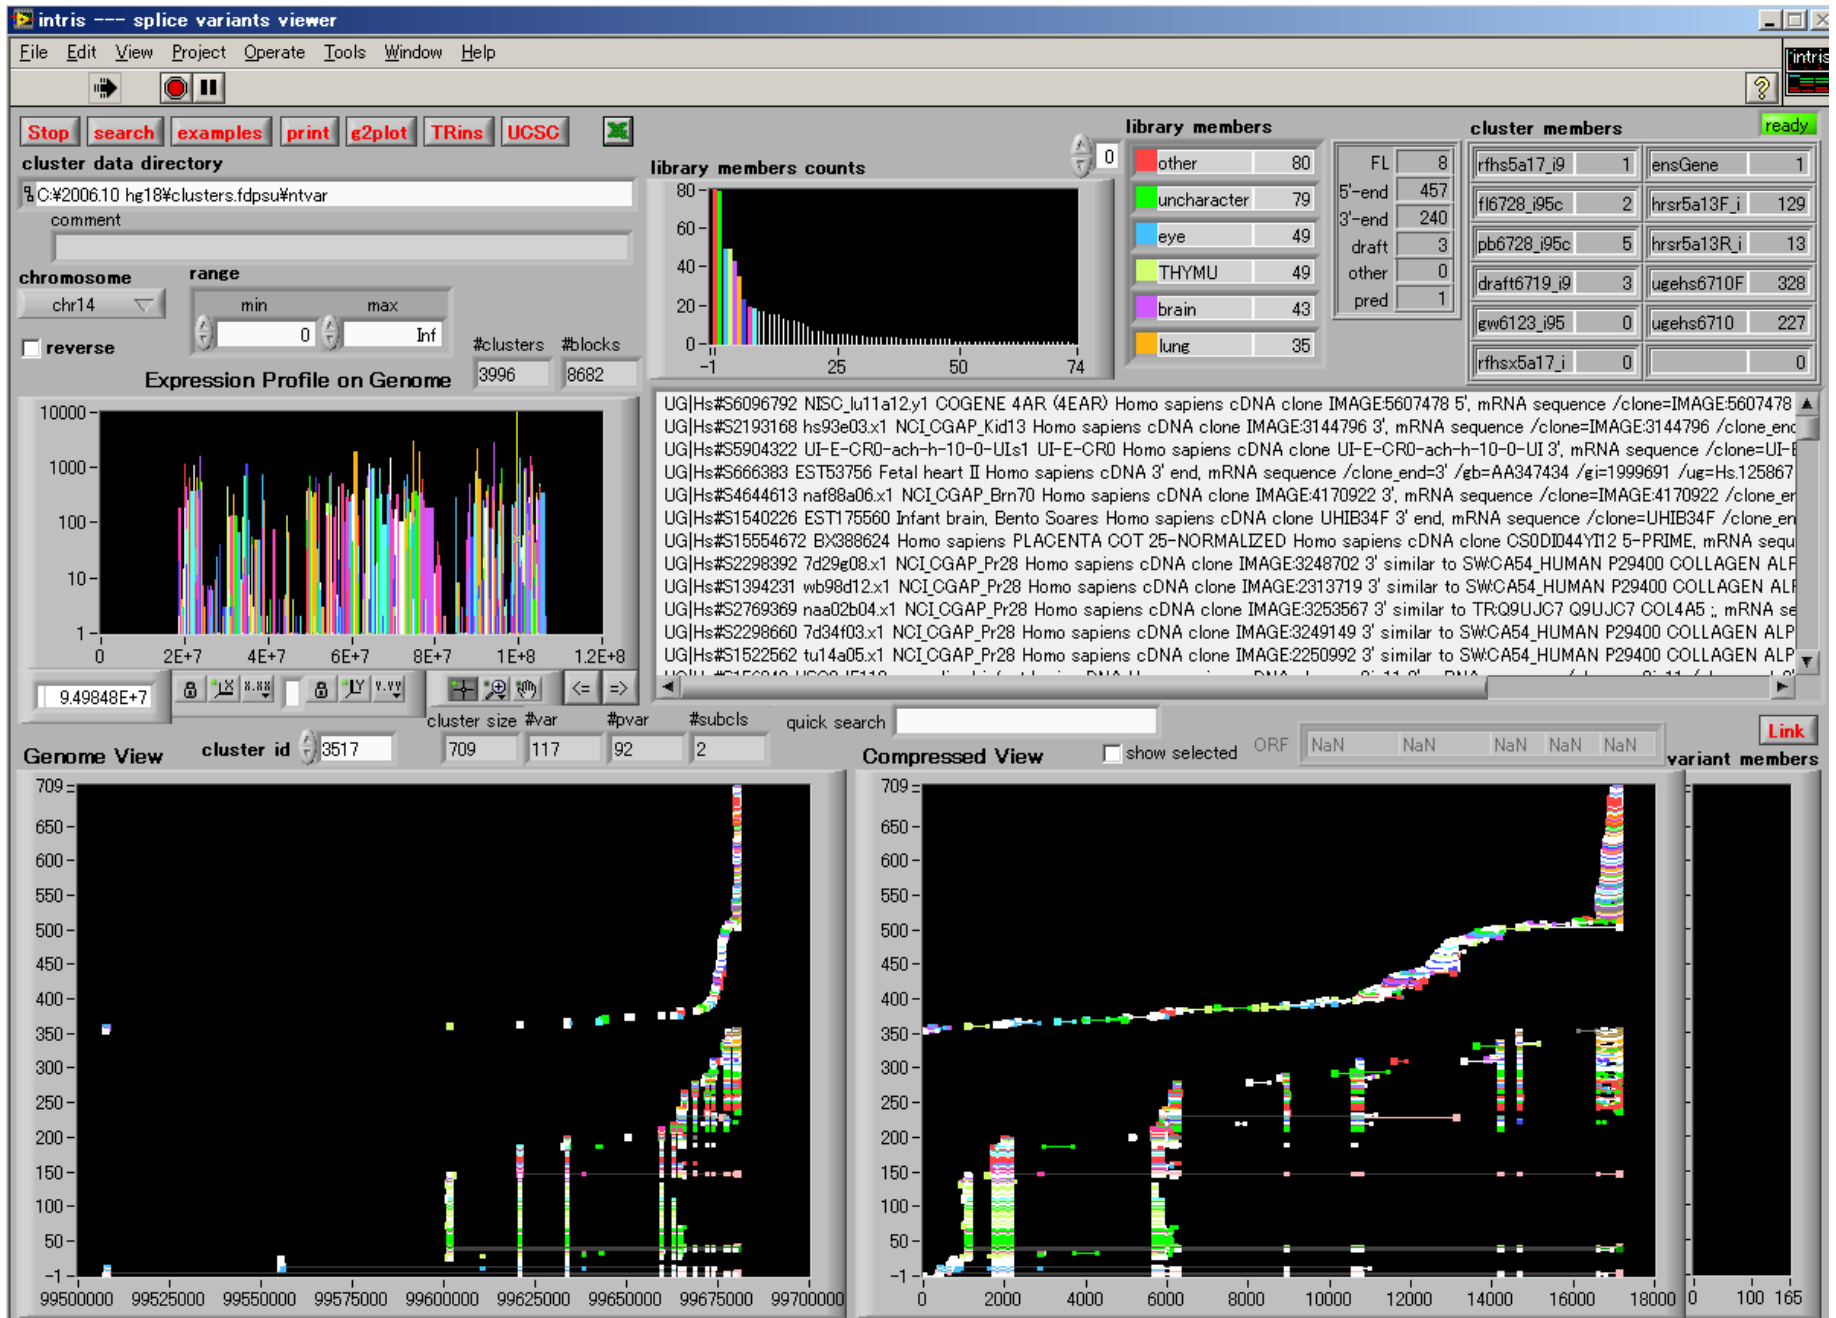 intris --- splice variants viewer
File Edit View Project Operate Tools Window Help
intris
Stop search examples print g2plot TRins UCSC
ready
cluster data directory
C:¥2006.10 hg18¥clusters.fdpsu¥ntvar
comment
chromosome
chr14
range
min max
0 Inf
reverse
#clusters #blocks
3996 8682
library members counts
0
80
60
40
20
0
-1 25 50 74
library members
other 80
uncharacter 79
eye 49
THYMU 49
brain 43
lung 35
FL 8
5'-end 457
3'-end 240
draft 3
other 0
pred 1
cluster members
rfhs5a17_i9 1 ensGene 1
fl6728_i95c 2 hrsr5a13F_i 129
pb6728_i95c 5 hrsr5a13R_i 13
draft6719_i9 3 ugehs6710F 328
gw6123_i95 0 ugehs6710 227
rfhsx5a17_i 0 0
Expression Profile on Genome
10000
1000
100
10
1
0 2E+7 4E+7 6E+7 8E+7 1E+8 1.2E+8
9.49848E+7
X X.XX Y Y.YY <= =>
UG|Hs#S6096792 NISC_lu11a12.y1 COGENE 4AR (4EAR) Homo sapiens cDNA clone IMAGE:5607478 5', mRNA sequence /clone=IMAGE:5607478
UG|Hs#S2193168 hs93e03.x1 NCI_CGAP_Kid13 Homo sapiens cDNA clone IMAGE:3144796 3', mRNA sequence /clone=IMAGE:3144796 /clone_enc
UG|Hs#S5904322 UI-E-CR0-ach-h-10-0-UIs1 UI-E-CR0 Homo sapiens cDNA clone UI-E-CR0-ach-h-10-0-UI 3', mRNA sequence /clone=UI-E
UG|Hs#S666383 EST53756 Fetal heart II Homo sapiens cDNA 3' end, mRNA sequence /clone_end=3' /gb=AA347434 /gi=1999691 /ug=Hs.125867
UG|Hs#S4644613 naf88a06.x1 NCI_CGAP_Brn70 Homo sapiens cDNA clone IMAGE:4170922 3', mRNA sequence /clone=IMAGE:4170922 /clone_er
UG|Hs#S1540226 EST175560 Infant brain, Bento Soares Homo sapiens cDNA clone UHIB34F 3' end, mRNA sequence /clone=UHIB34F /clone_en
UG|Hs#S15554672 BX388624 Homo sapiens PLACENTA COT 25-NORMALIZED Homo sapiens cDNA clone CS0DI044YI12 5-PRIME, mRNA sequ
UG|Hs#S2298392 7d29g08.x1 NCI_CGAP_Pr28 Homo sapiens cDNA clone IMAGE:3248702 3' similar to SW:CA54_HUMAN P29400 COLLAGEN ALF
UG|Hs#S1394231 wb98d12.x1 NCI_CGAP_Pr28 Homo sapiens cDNA clone IMAGE:2313719 3' similar to SW:CA54_HUMAN P29400 COLLAGEN ALF
UG|Hs#S2769369 naa02b04.x1 NCI_CGAP_Pr28 Homo sapiens cDNA clone IMAGE:3253567 3' similar to TR:Q9UJC7 Q9UJC7 COL4A5 ;, mRNA se
UG|Hs#S2298660 7d34f03.x1 NCI_CGAP_Pr28 Homo sapiens cDNA clone IMAGE:3249149 3' similar to SW:CA54_HUMAN P29400 COLLAGEN ALP
UG|Hs#S1522562 tu14a05.x1 NCI_CGAP_Pr28 Homo sapiens cDNA clone IMAGE:2250992 3' similar to SW:CA54_HUMAN P29400 COLLAGEN ALP
Genome View
cluster id 3517
cluster size #var #pvar #subcls
709 117 92 2
quick search
Compressed View
show selected
ORF NaN NaN NaN NaN NaN
Link
variant members
709
650
600
550
500
450
400
350
300
250
200
150
100
50
-1
99500000 99525000 99550000 99575000 99600000 99625000 99650000 99675000 99700000
709
650
600
550
500
450
400
350
300
250
200
150
100
50
-1
0 2000 4000 6000 8000 10000 12000 14000 16000 18000
0 100 165